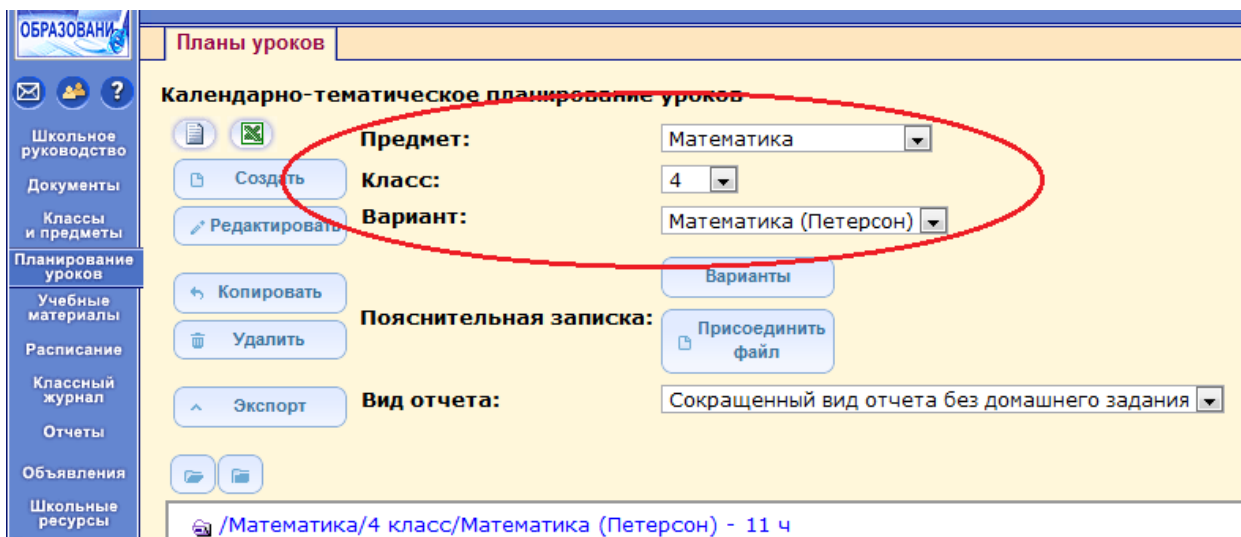 ОБРАЗОВАНИ
Планы уроков
?
Школьное
руководство
Документы
Классы
и предметы
Планирование
уроков
Учебные
материалы
Расписание
Классный
журнал
Отчеты
Объявления
Школьные
ресурсы
Календарно-тематическое планирование уроков
Предмет: Математика
Создать Класс: 4
Редактировать Вариант: Математика (Петерсон)
Варианты
Копировать
Пояснительная записка: Присоединить
файл
Удалить
Экспорт Вид отчета: Сокращенный вид отчета без домашнего задания
/Математика/4 класс/Математика (Петерсон) - 11 ч